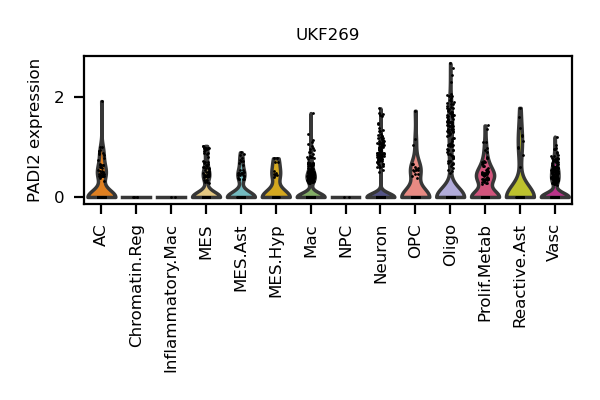 UKF269
PADI2 expression
2
0
AC
Chromatin.Reg
Inflammatory.Mac
MES
MES.Ast
MES.Hyp
Mac
NPC
Neuron
OPC
Oligo
Prolif.Metab
Reactive.Ast
Vasc